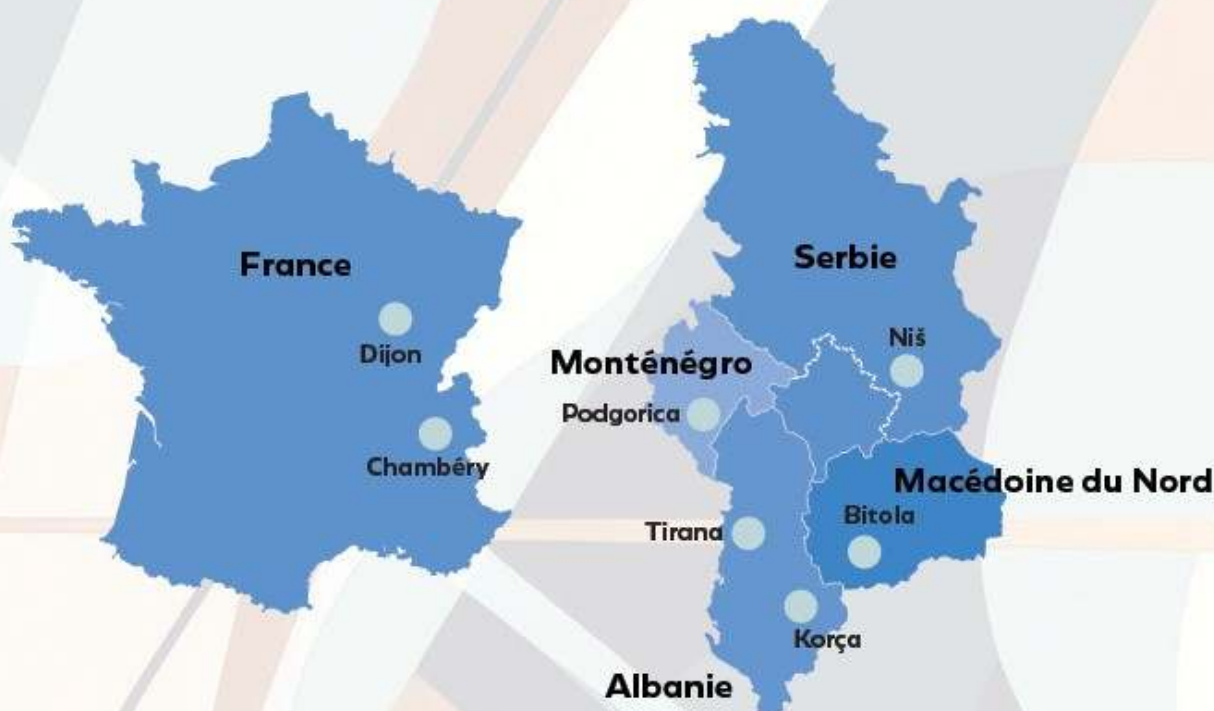 France
Dijon
Chambéry
Serbie
Niš
Monténégro
Podgorica
Macédoine du Nord
Bitola
Tirana
Korça
Albanie